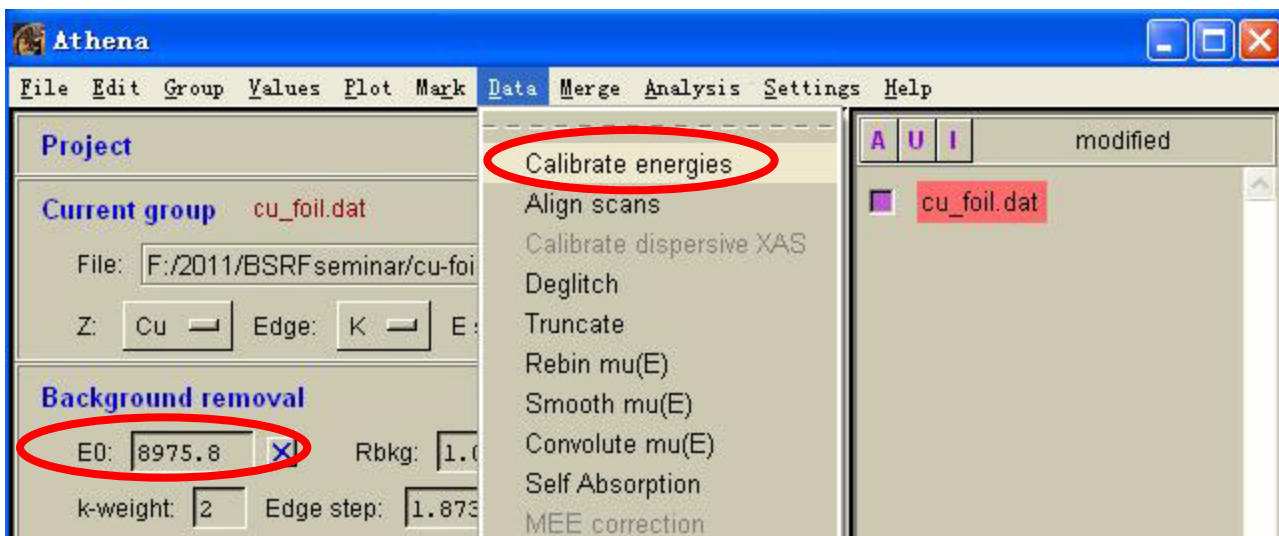 Athena
File Edit Group Values Plot Mark Data Merge Analysis Settings Help
Project
Current group cu_foil.dat
File: F:/2011/BSRFseminar/cu-foi
Z: Cu Edge: K E
Background removal
E0: 8975.8 Rbkg: 1.0
k-weight: 2 Edge step: 1.873
Calibrate energies
Align scans
Calibrate dispersive XAS
Deglitch
Truncate
Rebin mu(E)
Smooth mu(E)
Convolute mu(E)
Self Absorption
MEE correction
A U I modified
cu_foil.dat